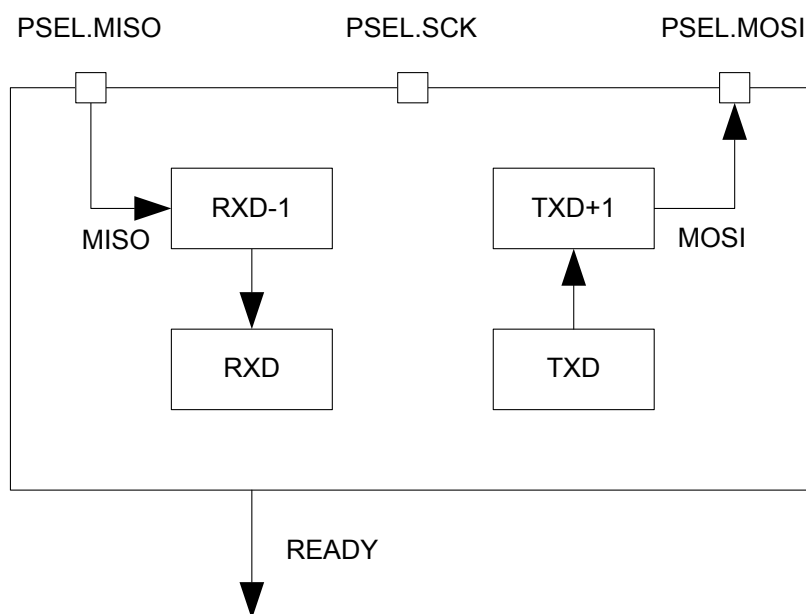 PSEL.MISO PSEL.SCK PSEL.MOSI
RXD-1 TXD+1
MISO MOSI
RXD TXD
READY